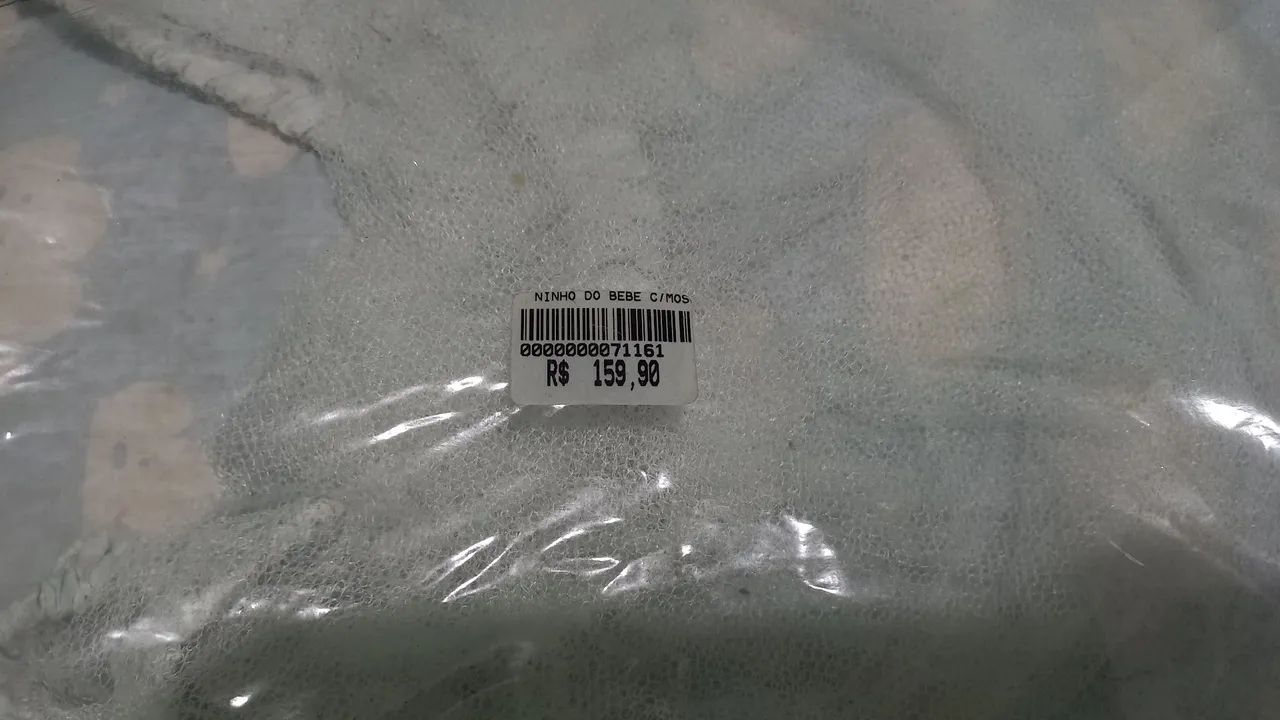 NINHO DO BEBE C/MOS
0000000071161
R$ 159,90